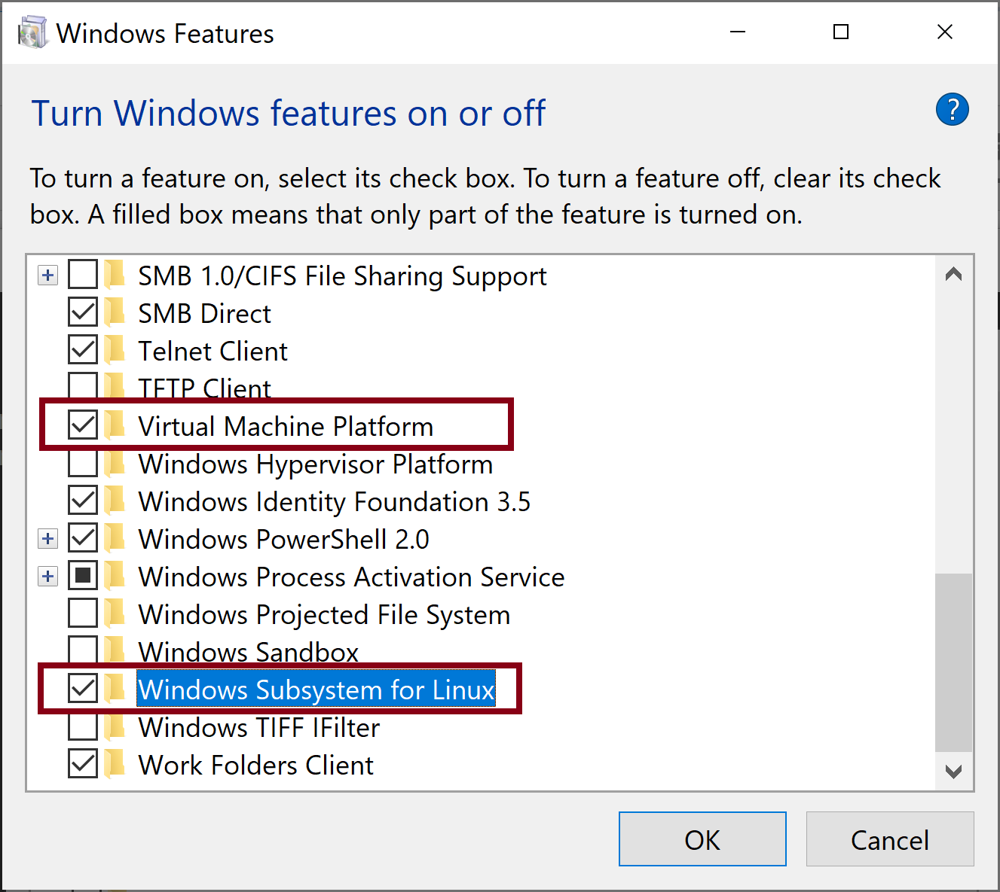 Windows Features
Turn Windows features on or off
?
To turn a feature on, select its check box. To turn a feature off, clear its check
box. A filled box means that only part of the feature is turned on.
SMB 1.0/CIFS File Sharing Support
SMB Direct
Telnet Client
TFTP Client
Virtual Machine Platform
Windows Hypervisor Platform
Windows Identity Foundation 3.5
Windows PowerShell 2.0
Windows Process Activation Service
Windows Projected File System
Windows Sandbox
Windows Subsystem for Linux
Windows TIFF IFilter
Work Folders Client
OK
Cancel